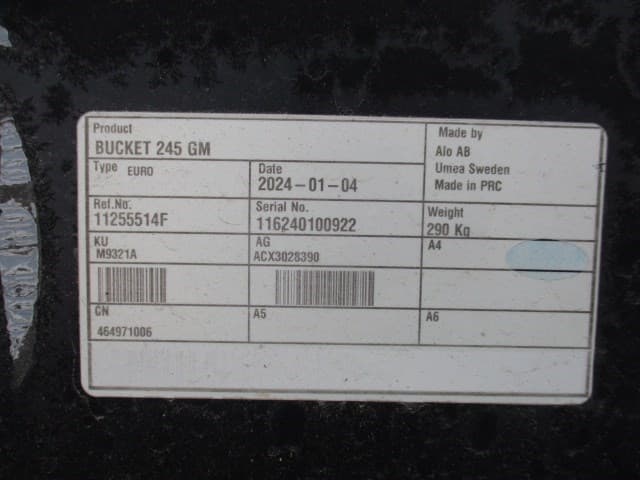 Product
BUCKET 245 GM
Made by
Alo AB
Umea Sweden
Made in PRC
Type EURO
Date
2024-01-04
Ref.No.
11255514F
Serial No.
116240100922
Weight
290 Kg
KU
M9321A
AG
ACX3028390
A4
CN
464971006
A5
A6